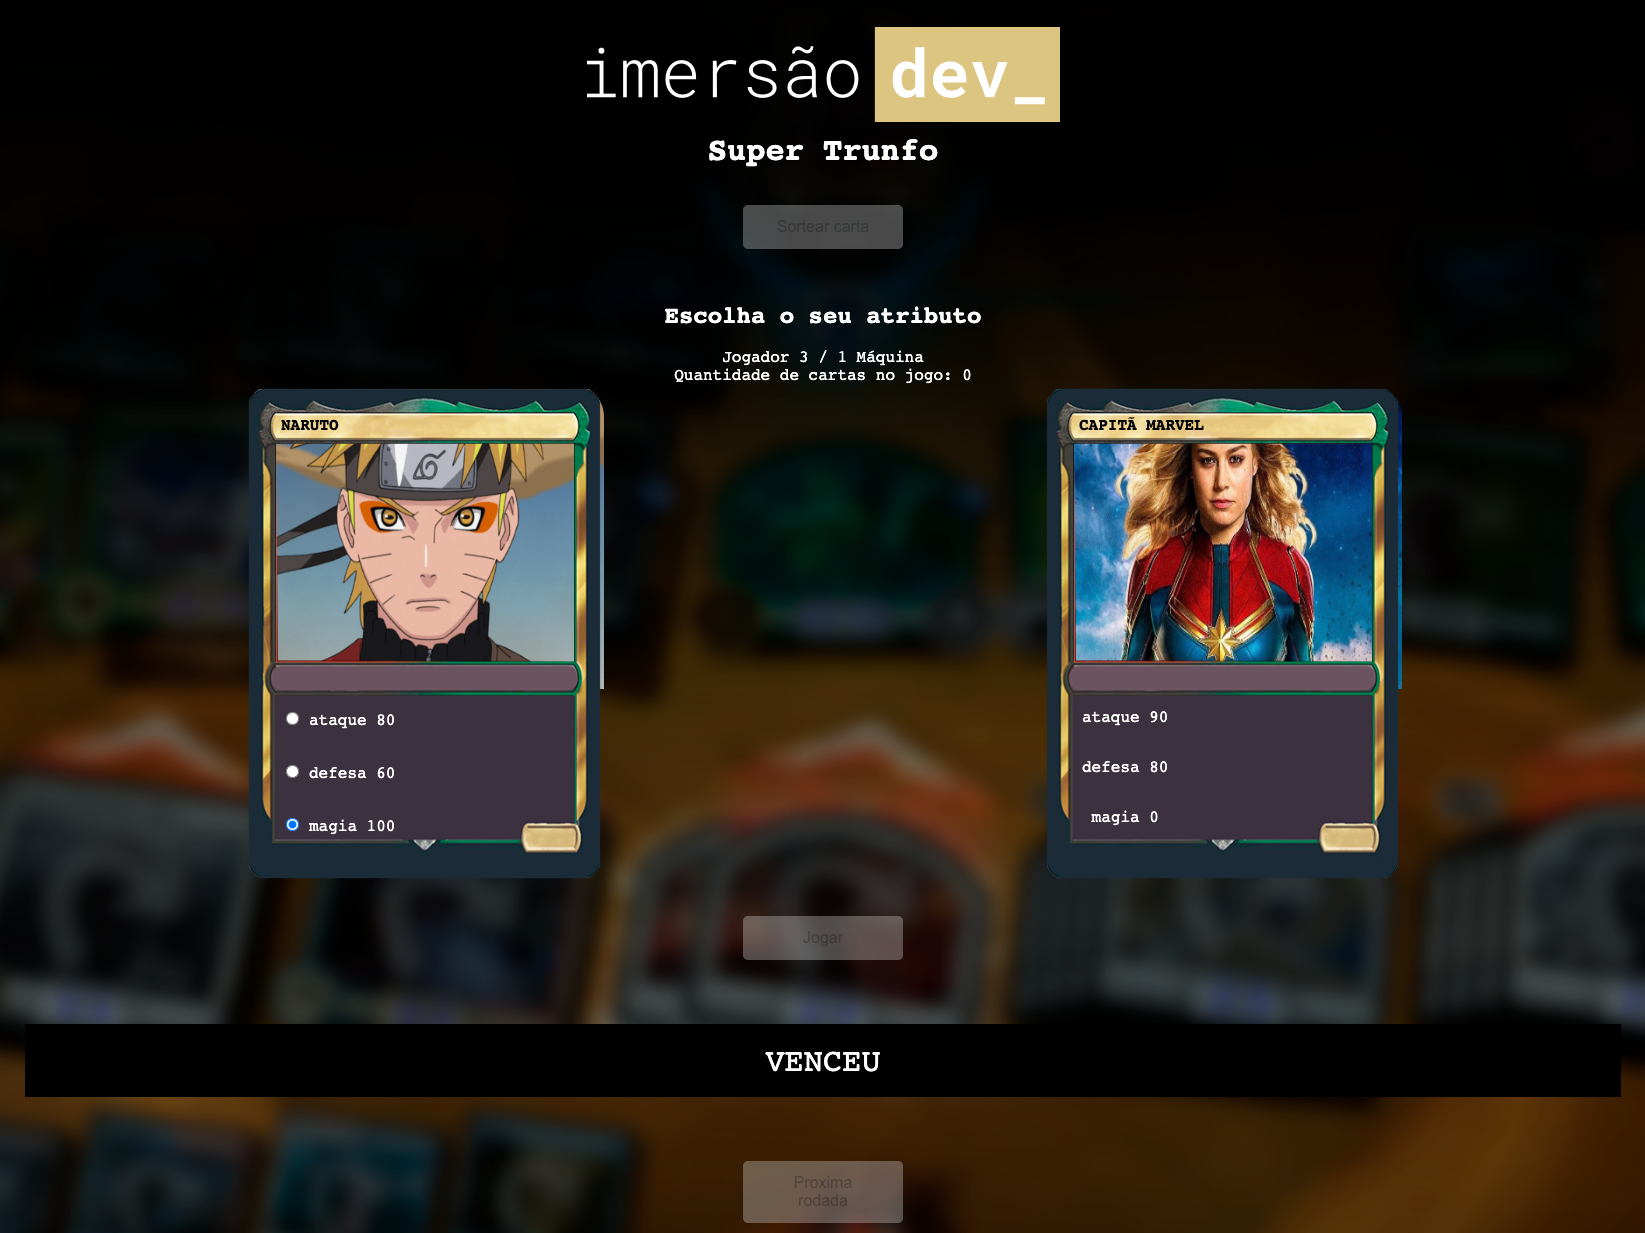 imersão dev_
Super Trunfo
Sortear carta
Escolha o seu atributo
Jogador 3 / 1 Máquina
Quantidade de cartas no jogo: 0
NARUTO
ataque 80
defesa 60
magia 100
CAPITÃ MARVEL
ataque 90
defesa 80
magia 0
Jogar
VENCEU
Proxima
rodada